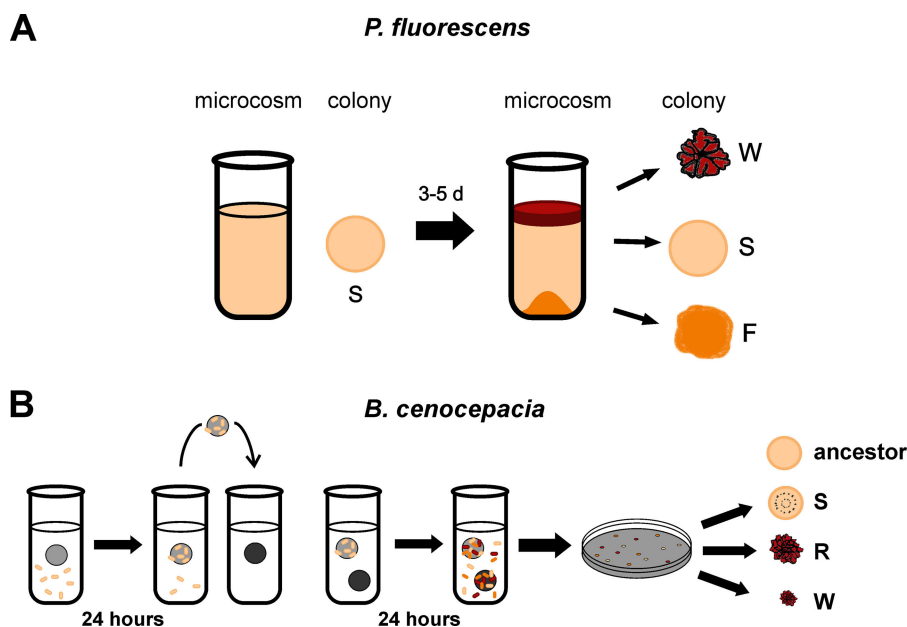 A
P. fluorescens
microcosm colony microcosm colony
3-5 d
W
S
S
F
B
B. cenocepacia
ancestor
S
R
W
24 hours 24 hours